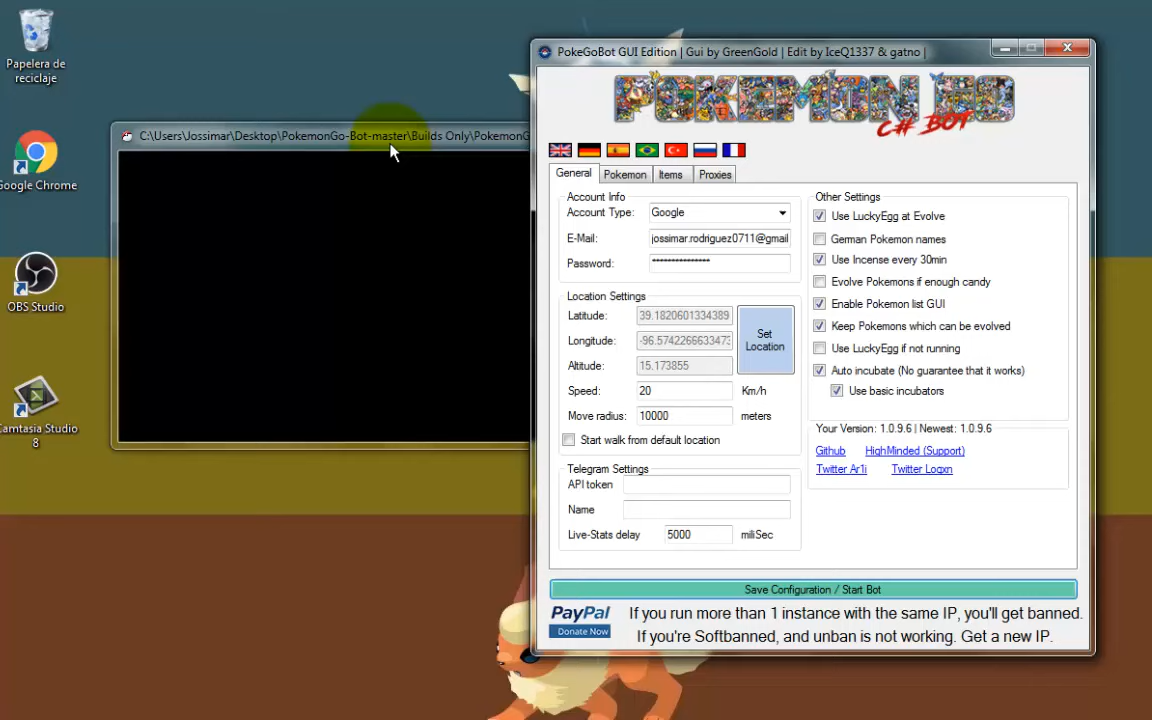 Papelera de
reciclaje
Google Chrome
OBS Studio
Camtasia Studio
8
C:\Users\Jossimar\Desktop\PokemonGo-Bot-master\Builds Only\PokemonG
PokeGoBot GUI Edition | Gui by GreenGold | Edit by IceQ1337 & gatno |
POKEMON GO
C# BOT
General Pokemon Items Proxies
Account Info
Account Type: Google
E-Mail: jossimar.rodriguez0711@gmail
Password: ***************
Location Settings
Latitude: 39.1820601334389
Longitude: -96.5742266633473
Altitude: 15.173855
Set
Location
Speed: 20 Km/h
Move radius: 10000 meters
Start walk from default location
Telegram Settings
API token
Name
Live-Stats delay 5000 miliSec
Other Settings
Use LuckyEgg at Evolve
German Pokemon names
Use Incense every 30min
Evolve Pokemons if enough candy
Enable Pokemon list GUI
Keep Pokemons which can be evolved
Use LuckyEgg if not running
Auto incubate (No guarantee that it works)
Use basic incubators
Your Version: 1.0.9.6 | Newest: 1.0.9.6
Github HighMinded (Support)
Twitter Ar1i Twitter Logxn
Save Configuration / Start Bot
PayPal
Donate Now
If you run more than 1 instance with the same IP, you'll get banned.
If you're Softbanned, and unban is not working. Get a new IP.